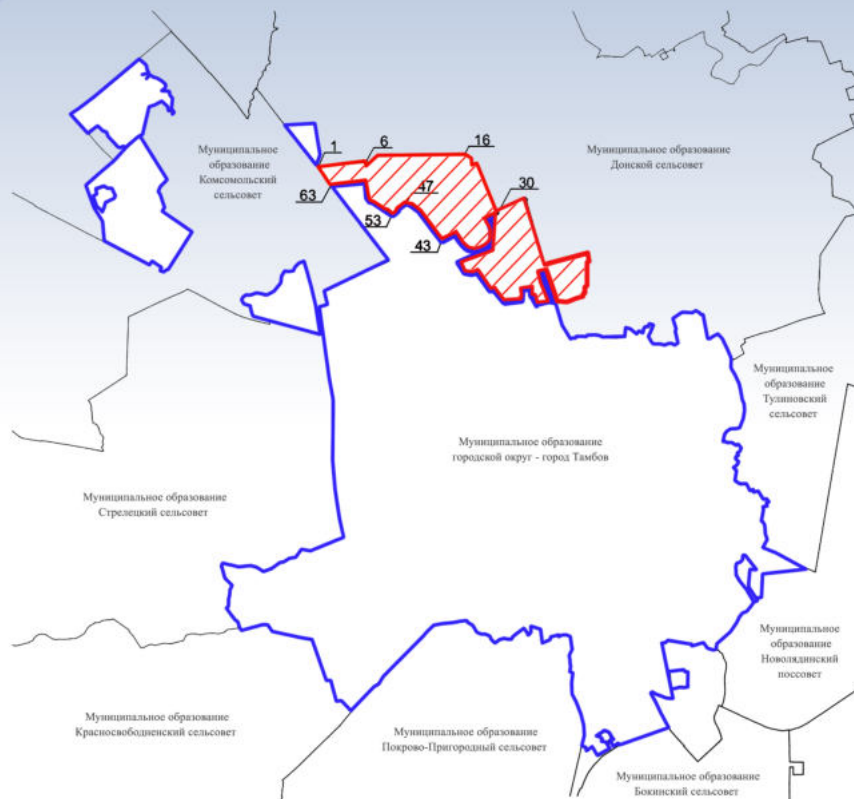 1
6
16
30
63
47
53
43
Муниципальное
образование
Комсомольский
сельсовет
Муниципальное образование
Донской сельсовет
Муниципальное
образование
Тулиновский
сельсовет
Муниципальное образование
городской округ - город Тамбов
Муниципальное образование
Стрелецкий сельсовет
Муниципальное
образование
Новолядинский
поссовет
Муниципальное образование
Красносвободненский сельсовет
Муниципальное образование
Покрово-Пригородный сельсовет
Муниципальное образование
Бокинский сельсовет